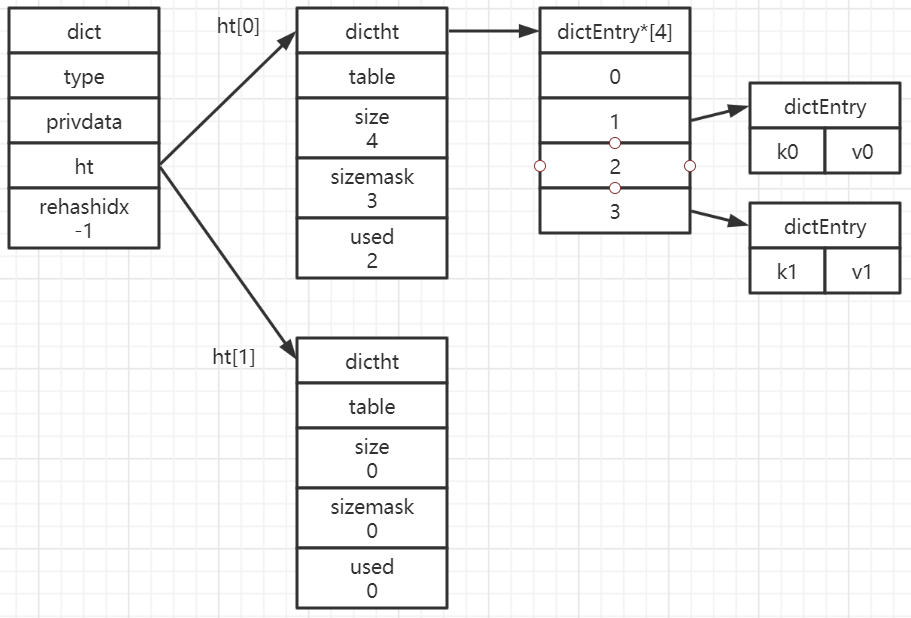 dict
type
privdata
ht
rehashidx
-1
ht[0]
dictht
table
size
4
sizemask
3
used
2
dictEntry*[4]
0
1
2
3
dictEntry
k0 v0
dictEntry
k1 v1
ht[1]
dictht
table
size
0
sizemask
0
used
0